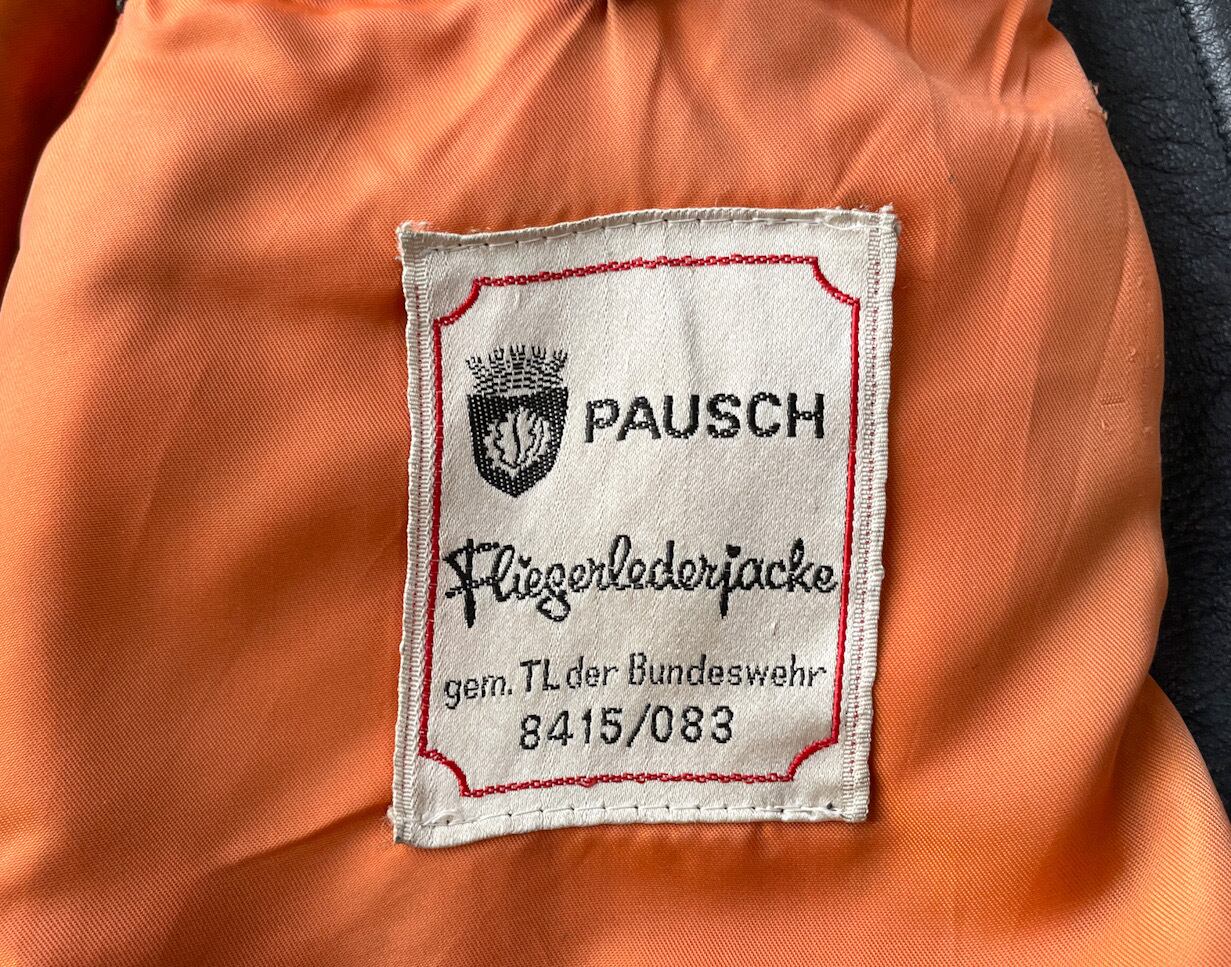 PAUSCH
Fliegerlederjacke
gem. TL der Bundeswehr
8415/083